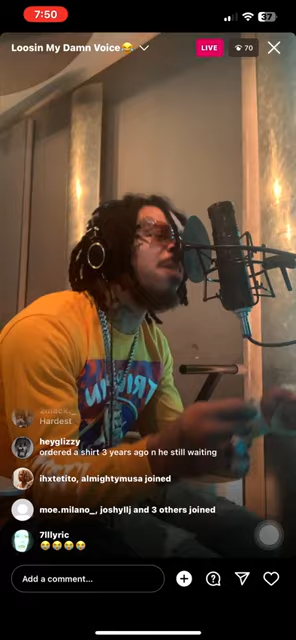 7:50
37
Loosin My Damn Voice😂
LIVE
70
Hardest
heyglizzy
ordered a shirt 3 years ago n he still waiting
ihxtetito, almightymusa joined
moe.milano_, joshyllj and 3 others joined
7lllyric
😂😂😂😂
Add a comment...